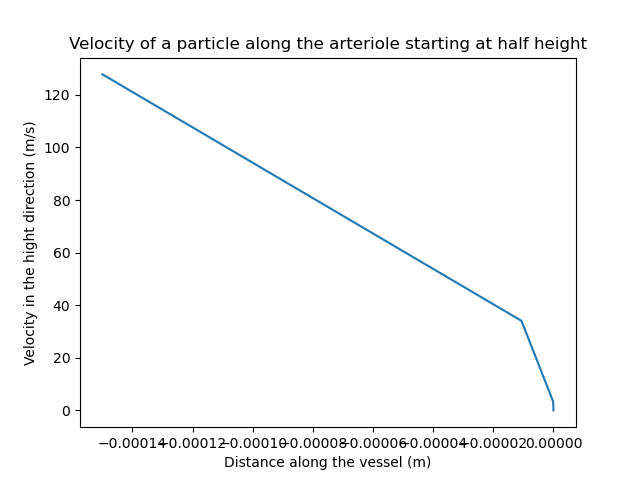 Velocity of a particle along the arteriole starting at half height
120
100
80
60
40
20
0
Velocity in the hight direction (m/s)
−0.00014 −0.00012 −0.00010 −0.00008 −0.00006 −0.00004 −0.00002 0.00000
Distance along the vessel (m)